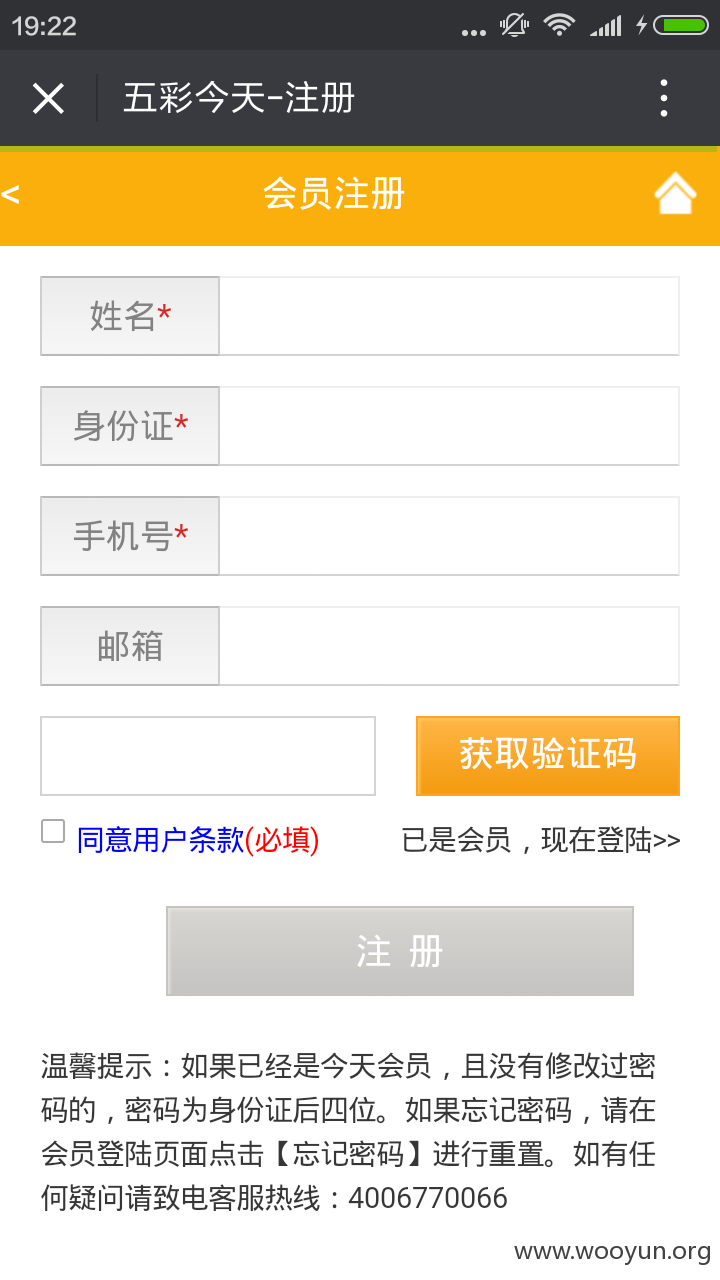 19:22
五彩今天-注册
<
会员注册
姓名*
身份证*
手机号*
邮箱
获取验证码
同意用户条款(必填) 已是会员，现在登陆>>
注 册
温馨提示：如果已经是今天会员，且没有修改过密
码的，密码为身份证后四位。如果忘记密码，请在
会员登陆页面点击【忘记密码】进行重置。如有任
何疑问请致电客服热线：4006770066
www.wooyun.org